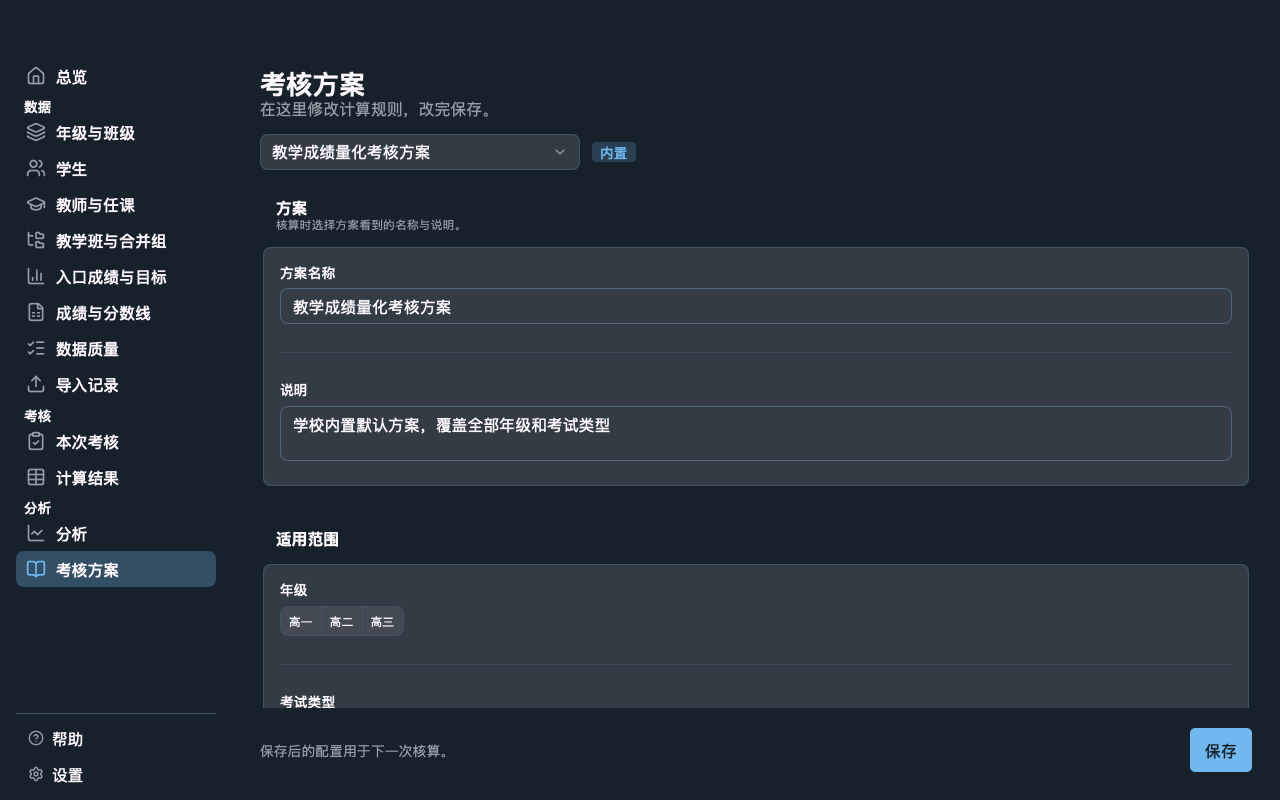 总览
数据
年级与班级
学生
教师与任课
教学班与合并组
入口成绩与目标
成绩与分数线
数据质量
导入记录
考核
本次考核
计算结果
分析
分析
考核方案
帮助
设置
考核方案
在这里修改计算规则，改完保存。
教学成绩量化考核方案
内置
方案
核算时选择方案看到的名称与说明。
方案名称
教学成绩量化考核方案
说明
学校内置默认方案，覆盖全部年级和考试类型
适用范围
年级
高一 高二 高三
考试类型
保存后的配置用于下一次核算。
保存